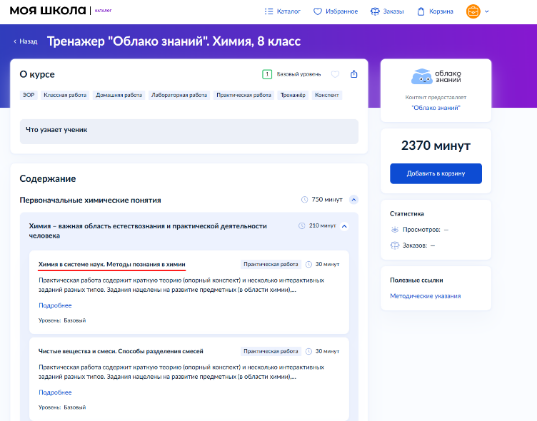 моя школа | каталог
Каталог Избранное Заказы Корзина
Назад Тренажер "Облако знаний". Химия, 8 класс
О курсе
1 Базовый уровень
ЭОР Классная работа Домашняя работа Лабораторная работа Практическая работа Тренажёр Конспект
Что узнает ученик
Содержание
Первоначальные химические понятия 750 минут
Химия – важная область естествознания и практической деятельности
человека
210 минут
Химия в системе наук. Методы познания в химии Практическая работа 30 минут
Практическая работа содержит краткую теорию (опорный конспект) и несколько интерактивных
заданий разных типов. Задания нацелены на развитие предметных (в области химии)....
Подробнее
Уровень: Базовый
Чистые вещества и смеси. Способы разделения смесей Практическая работа 30 минут
Практическая работа содержит краткую теорию (опорный конспект) и несколько интерактивных
заданий разных типов. Задания нацелены на развитие предметных (в области химии)....
Подробнее
Уровень: Базовый
облако
знаний
Контент предоставляет
"Облако знаний"
2370 минут
Добавить в корзину
Статистика
Просмотров: —
Заказов: —
Полезные ссылки
Методические указания